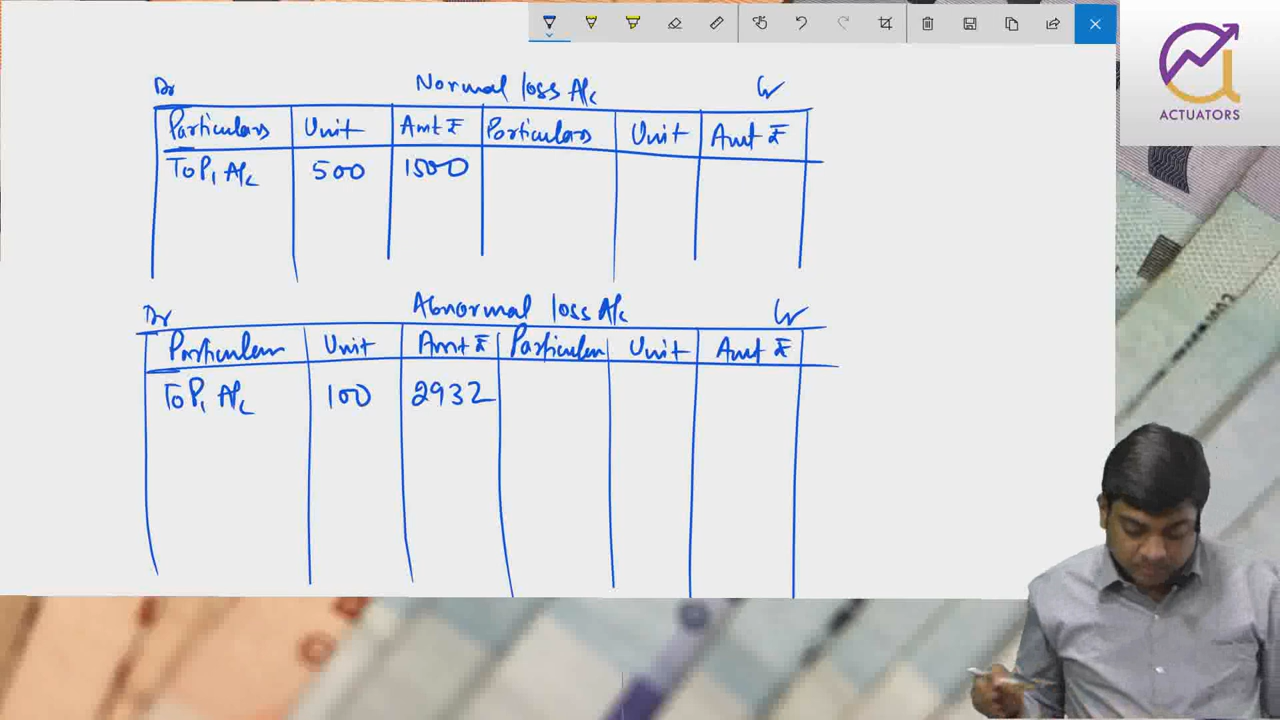 Dr Normal loss A/c Cr
Particulars Unit Amt ₹ Particulars Unit Amt ₹
To P1 A/c 500 1500
Dr Abnormal loss A/c Cr
Particulars Unit Amt ₹ Particulars Unit Amt ₹
To P1 A/c 100 2932
ACTUATORS